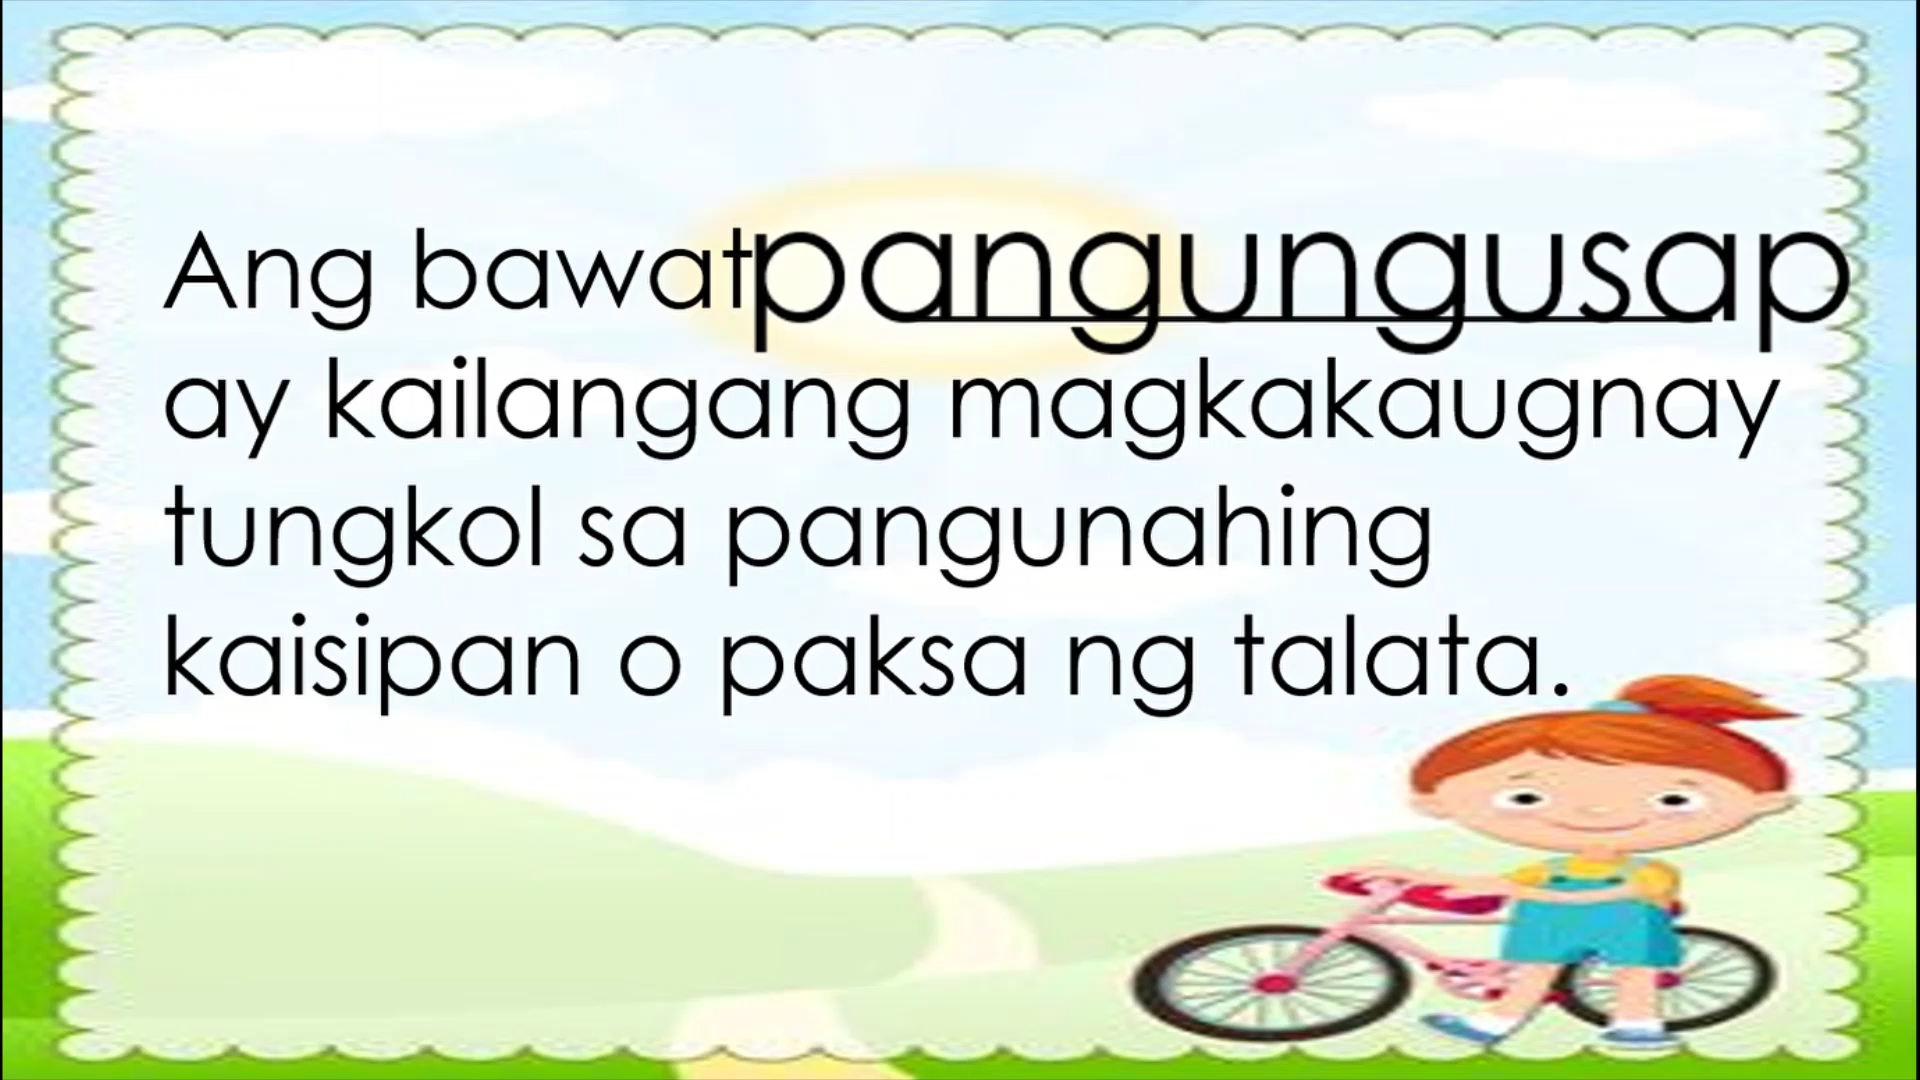 Ang bawat pangungusap
ay kailangang magkakaugnay
tungkol sa pangunahing
kaisipan o paksa ng talata.